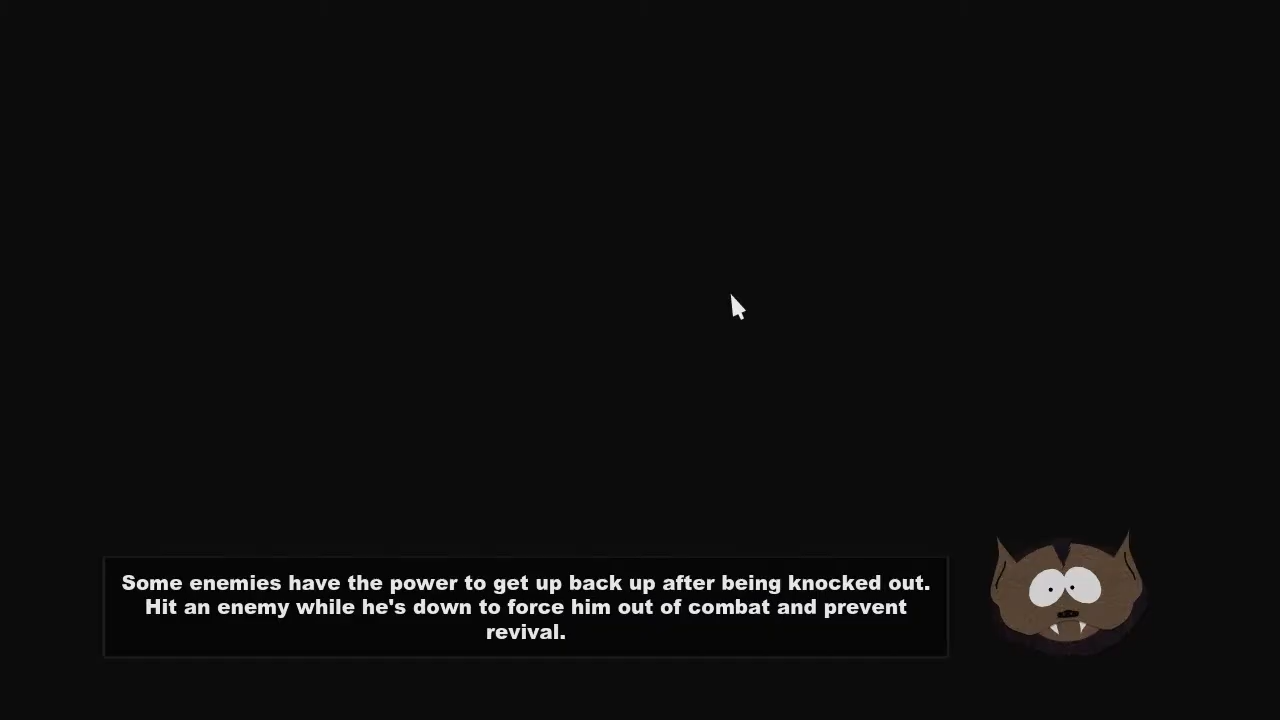 Some enemies have the power to get up back up after being knocked out.
Hit an enemy while he's down to force him out of combat and prevent
revival.